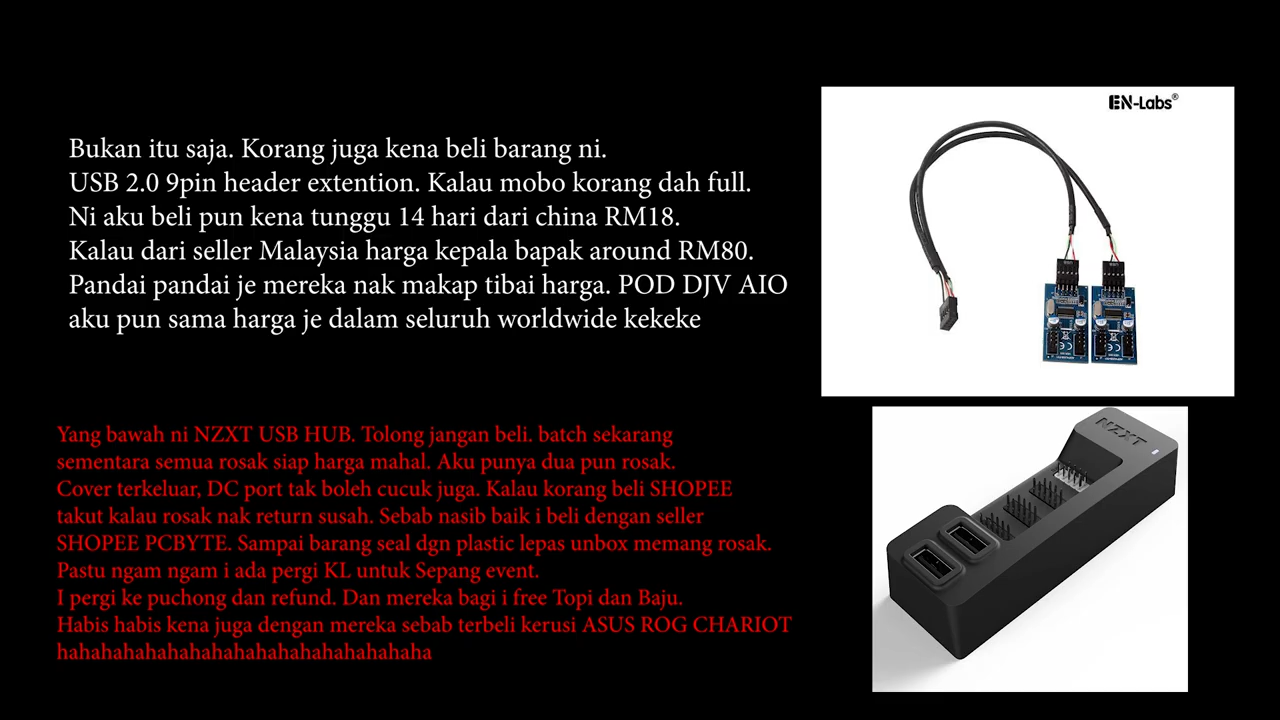 EN-Labs®
Bukan itu saja. Korang juga kena beli barang ni.
USB 2.0 9pin header extention. Kalau mobo korang dah full.
Ni aku beli pun kena tunggu 14 hari dari china RM18.
Kalau dari seller Malaysia harga kepala bapak around RM80.
Pandai pandai je mereka nak makap tibai harga. POD DJV AIO
aku pun sama harga je dalam seluruh worldwide kekeke
NZXT
Yang bawah ni NZXT USB HUB. Tolong jangan beli. batch sekarang
sementara semua rosak siap harga mahal. Aku punya dua pun rosak.
Cover terkeluar, DC port tak boleh cucuk juga. Kalau korang beli SHOPEE
takut kalau rosak nak return susah. Sebab nasib baik i beli dengan seller
SHOPEE PCBYTE. Sampai barang seal dgn plastic lepas unbox memang rosak.
Pastu ngam ngam i ada pergi KL untuk Sepang event.
I pergi ke puchong dan refund. Dan mereka bagi i free Topi dan Baju.
Habis habis kena juga dengan mereka sebab terbeli kerusi ASUS ROG CHARIOT
hahahahahahahahahahahahahahahahahaha